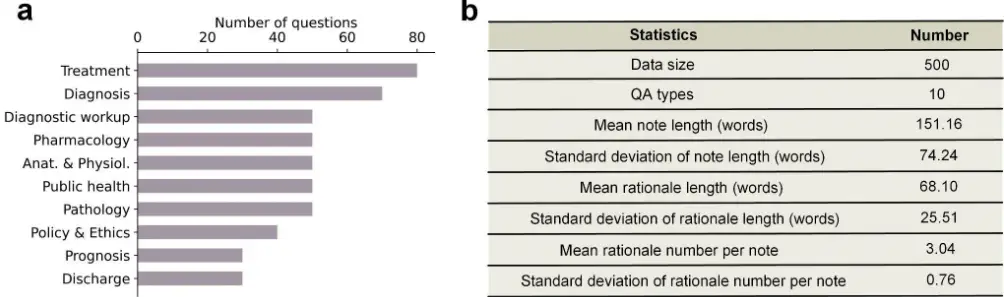 a
Number of questions
0 20 40 60 80
Treatment
Diagnosis
Diagnostic workup
Pharmacology
Anat. & Physiol.
Public health
Pathology
Policy & Ethics
Prognosis
Discharge
b
Statistics Number
Data size 500
QA types 10
Mean note length (words) 151.16
Standard deviation of note length (words) 74.24
Mean rationale length (words) 68.10
Standard deviation of rationale length (words) 25.51
Mean rationale number per note 3.04
Standard deviation of rationale number per note 0.76